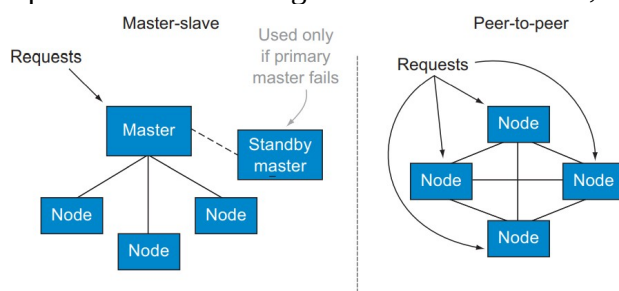 Master-slave
Used only
if primary
master fails
Requests
Master
Standby
master
Node
Node
Node
Peer-to-peer
Requests
Node
Node
Node
Node